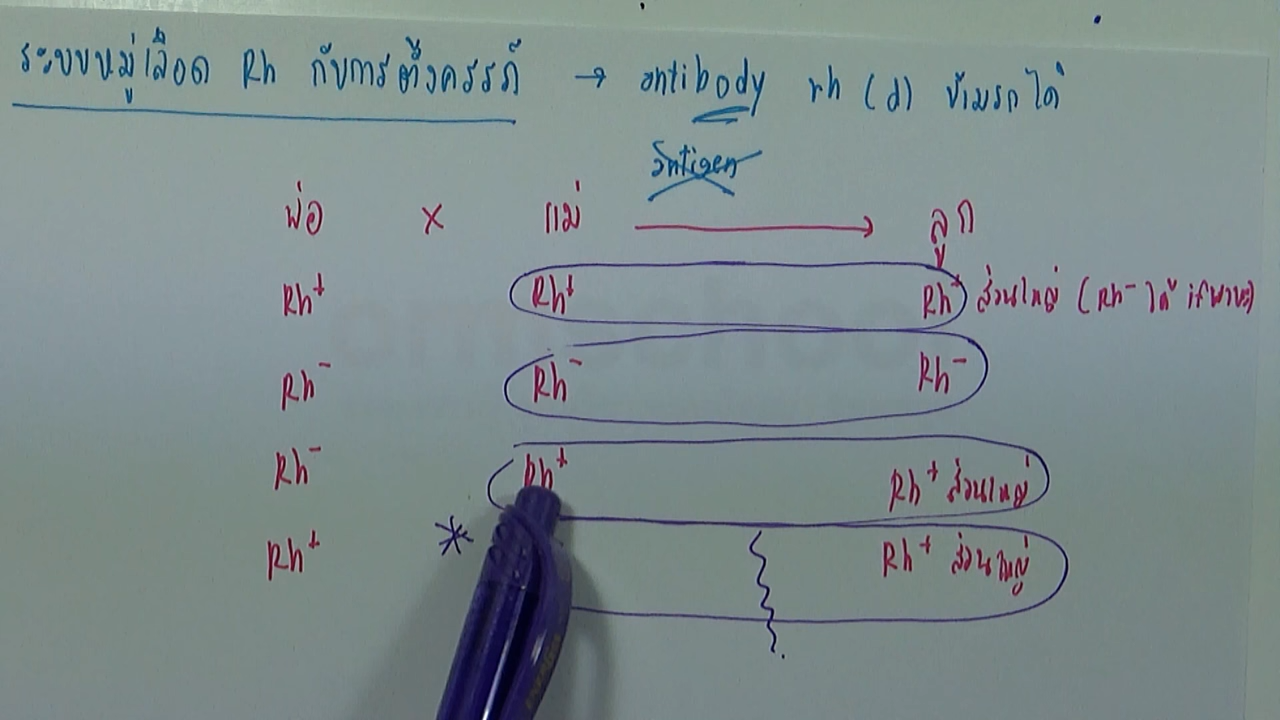 ระบบหมู่เลือด Rh กับการตั้งครรภ์ → antibody rh (d) ข้ามรกได้
antigen
พ่อ × แม่ → ลูก
Rh⁺ Rh⁺ Rh⁺ ส่วนใหญ่ (Rh⁻ ได้ if พาหะ)
Rh⁻ Rh⁻ Rh⁻
Rh⁻ Rh⁺ Rh⁺ ส่วนใหญ่
Rh⁺ * Rh⁺ ส่วนใหญ่